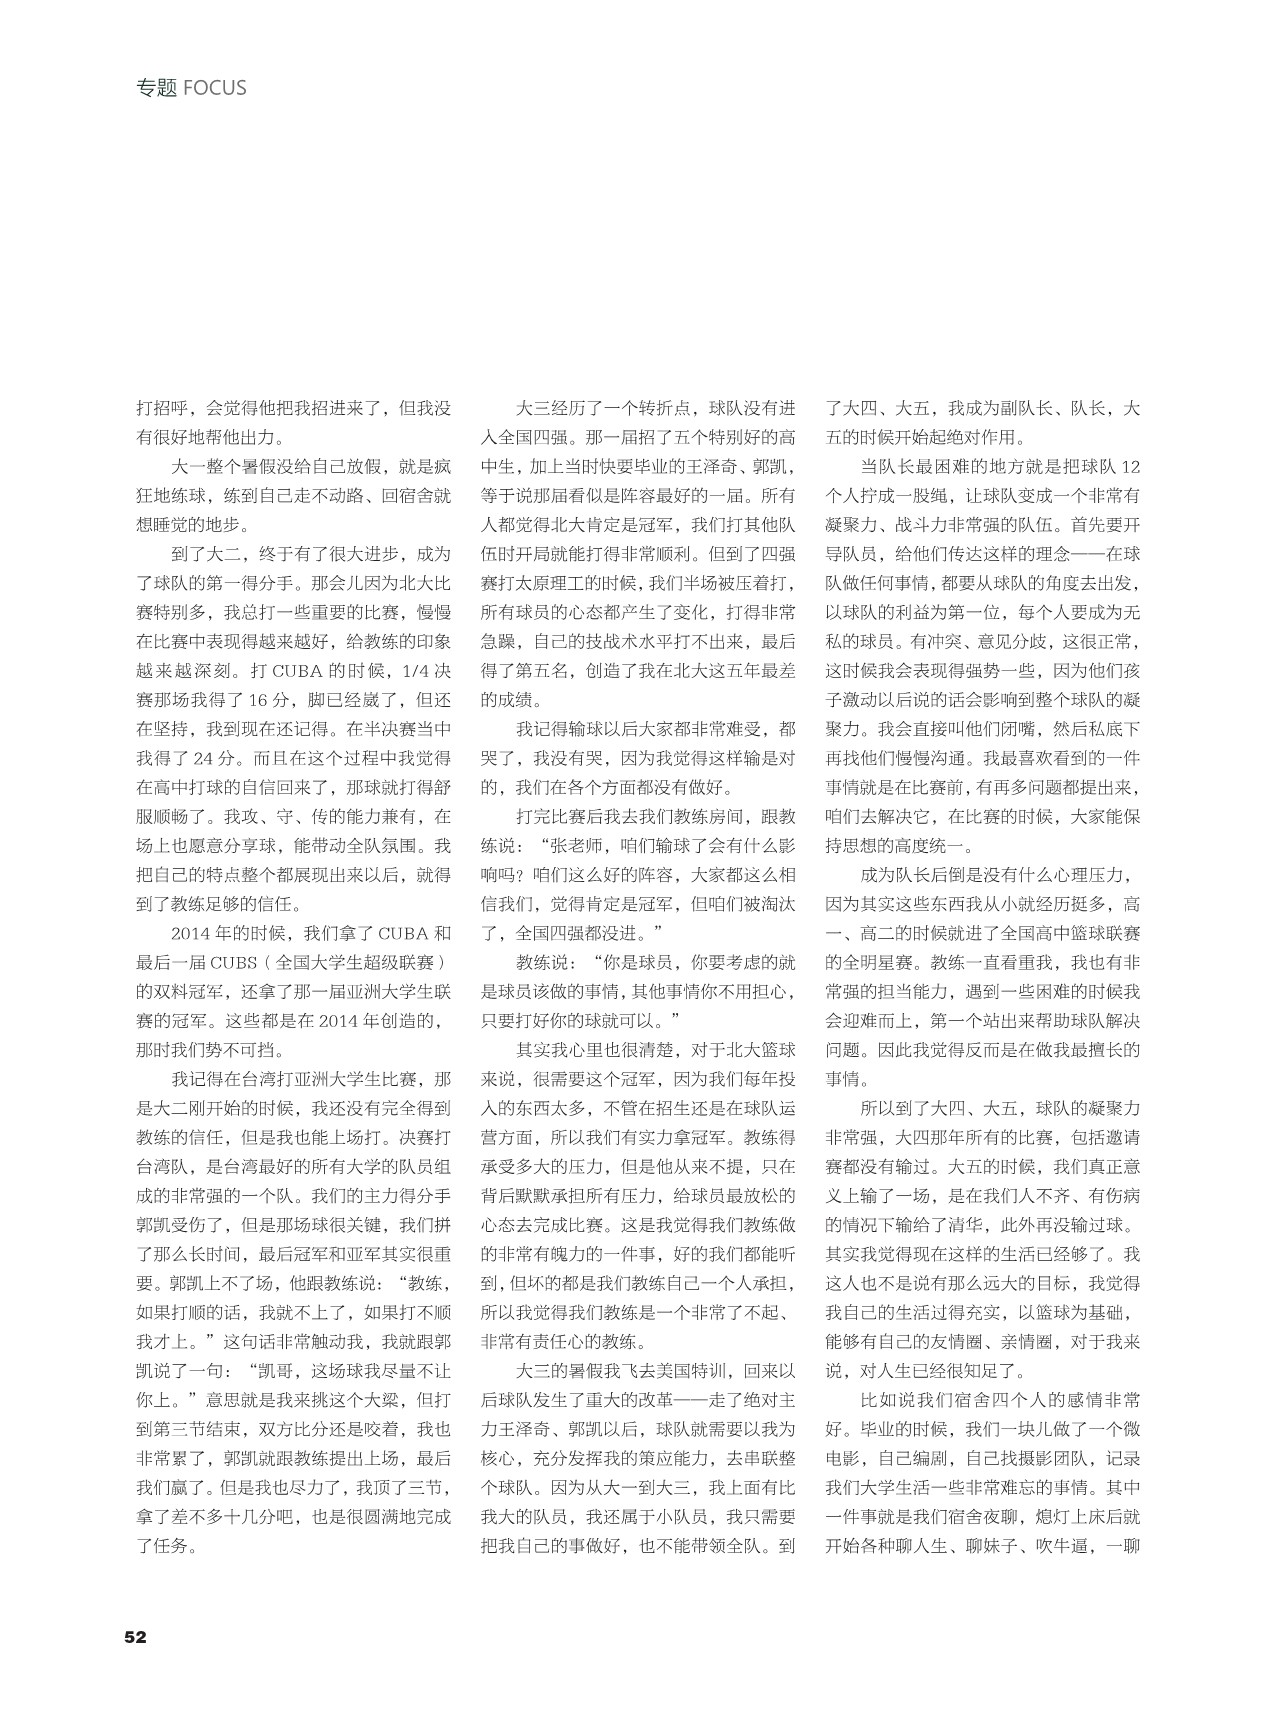 专题 FOCUS
打招呼，会觉得他把我招进来了，但我没
有很好地帮他出力。
大一整个暑假没给自己放假，就是疯
狂地练球，练到自己走不动路、回宿舍就
想睡觉的地步。
到了大二，终于有了很大进步，成为
了球队的第一得分手。那会儿因为北大比
赛特别多，我总打一些重要的比赛，慢慢
在比赛中表现得越来越好，给教练的印象
越来越深刻。打 CUBA 的时候，1/4 决
赛那场我得了 16 分，脚已经崴了，但还
在坚持，我到现在还记得。在半决赛当中
我得了 24 分。而且在这个过程中我觉得
在高中打球的自信回来了，那球就打得舒
服顺畅了。我攻、守、传的能力兼有，在
场上也愿意分享球，能带动全队氛围。我
把自己的特点整个都展现出来以后，就得
到了教练足够的信任。
2014 年的时候，我们拿了 CUBA 和
最后一届 CUBS（全国大学生超级联赛）
的双料冠军，还拿了那一届亚洲大学生联
赛的冠军。这些都是在 2014 年创造的，
那时我们势不可挡。
我记得在台湾打亚洲大学生比赛，那
是大二刚开始的时候，我还没有完全得到
教练的信任，但是我也能上场打。决赛打
台湾队，是台湾最好的所有大学的队员组
成的非常强的一个队。我们的主力得分手
郭凯受伤了，但是那场球很关键，我们拼
了那么长时间，最后冠军和亚军其实很重
要。郭凯上不了场，他跟教练说：“教练，
如果打顺的话，我就不上了，如果打不顺
我才上。”这句话非常触动我，我就跟郭
凯说了一句：“凯哥，这场球我尽量不让
你上。”意思就是我来挑这个大梁，但打
到第三节结束，双方比分还是咬着，我也
非常累了，郭凯就跟教练提出上场，最后
我们赢了。但是我也尽力了，我顶了三节，
拿了差不多十几分吧，也是很圆满地完成
了任务。
大三经历了一个转折点，球队没有进
入全国四强。那一届招了五个特别好的高
中生，加上当时快要毕业的王泽奇、郭凯，
等于说那届看似是阵容最好的一届。所有
人都觉得北大肯定是冠军，我们打其他队
伍时开局就能打得非常顺利。但到了四强
赛打太原理工的时候，我们半场被压着打，
所有球员的心态都产生了变化，打得非常
急躁，自己的技战术水平打不出来，最后
得了第五名，创造了我在北大这五年最差
的成绩。
我记得输球以后大家都非常难受，都
哭了，我没有哭，因为我觉得这样输是对
的，我们在各个方面都没有做好。
打完比赛后我去我们教练房间，跟教
练说：“张老师，咱们输球了会有什么影
响吗？咱们这么好的阵容，大家都这么相
信我们，觉得肯定是冠军，但咱们被淘汰
了，全国四强都没进。”
教练说：“你是球员，你要考虑的就
是球员该做的事情，其他事情你不用担心，
只要打好你的球就可以。”
其实我心里也很清楚，对于北大篮球
来说，很需要这个冠军，因为我们每年投
入的东西太多，不管在招生还是在球队运
营方面，所以我们有实力拿冠军。教练得
承受多大的压力，但是他从来不提，只在
背后默默承担所有压力，给球员最放松的
心态去完成比赛。这是我觉得我们教练做
的非常有魄力的一件事，好的我们都能听
到，但坏的都是我们教练自己一个人承担，
所以我觉得我们教练是一个非常了不起、
非常有责任心的教练。
大三的暑假我飞去美国特训，回来以
后球队发生了重大的改革——走了绝对主
力王泽奇、郭凯以后，球队就需要以我为
核心，充分发挥我的策应能力，去串联整
个球队。因为从大一到大三，我上面有比
我大的队员，我还属于小队员，我只需要
把我自己的事做好，也不能带领全队。到
了大四、大五，我成为副队长、队长，大
五的时候开始起绝对作用。
当队长最困难的地方就是把球队 12
个人拧成一股绳，让球队变成一个非常有
凝聚力、战斗力非常强的队伍。首先要开
导队员，给他们传达这样的理念——在球
队做任何事情，都要从球队的角度去出发，
以球队的利益为第一位，每个人要成为无
私的球员。有冲突、意见分歧，这很正常，
这时候我会表现得强势一些，因为他们孩
子激动以后说的话会影响到整个球队的凝
聚力。我会直接叫他们闭嘴，然后私底下
再找他们慢慢沟通。我最喜欢看到的一件
事情就是在比赛前，有再多问题都提出来，
咱们去解决它，在比赛的时候，大家能保
持思想的高度统一。
成为队长后倒是没有什么心理压力，
因为其实这些东西我从小就经历挺多，高
一、高二的时候就进了全国高中篮球联赛
的全明星赛。教练一直看重我，我也有非
常强的担当能力，遇到一些困难的时候我
会迎难而上，第一个站出来帮助球队解决
问题。因此我觉得反而是在做我最擅长的
事情。
所以到了大四、大五，球队的凝聚力
非常强，大四那年所有的比赛，包括邀请
赛都没有输过。大五的时候，我们真正意
义上输了一场，是在我们人不齐、有伤病
的情况下输给了清华，此外再没输过球。
其实我觉得现在这样的生活已经够了。我
这人也不是说有那么远大的目标，我觉得
我自己的生活过得充实，以篮球为基础，
能够有自己的友情圈、亲情圈，对于我来
说，对人生已经很知足了。
比如说我们宿舍四个人的感情非常
好。毕业的时候，我们一块儿做了一个微
电影，自己编剧，自己找摄影团队，记录
我们大学生活一些非常难忘的事情。其中
一件事就是我们宿舍夜聊，熄灯上床后就
开始各种聊人生、聊妹子、吹牛逼，一聊
52